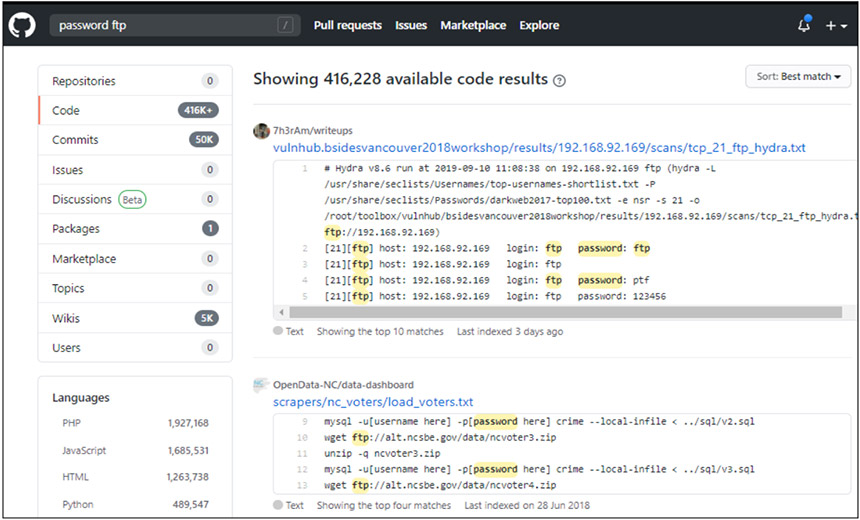 password ftp
/
Pull requests Issues Marketplace Explore
Repositories 0
Code 416K+
Commits 50K
Issues 0
Discussions Beta 0
Packages 1
Marketplace 0
Topics 0
Wikis 5K
Users 0
Languages
PHP 1,927,168
JavaScript 1,685,531
HTML 1,263,738
Python 489,547
Showing 416,228 available code results ?
Sort: Best match
7h3rAm/writeups
vulnhub.bsidesvancouver2018workshop/results/192.168.92.169/scans/tcp_21_ftp_hydra.txt
1 # Hydra v8.6 run at 2019-09-10 11:08:38 on 192.168.92.169 ftp (hydra -L
/usr/share/seclists/Usernames/top-usernames-shortlist.txt -P
/usr/share/seclists/Passwords/darkweb2017-top100.txt -e nsr -s 21 -o
/root/toolbox/vulnhub/bsidesvancouver2018workshop/results/192.168.92.169/scans/tcp_21_ftp_hydra.t
ftp://192.168.92.169)
2 [21][ftp] host: 192.168.92.169 login: ftp password: ftp
3 [21][ftp] host: 192.168.92.169 login: ftp
4 [21][ftp] host: 192.168.92.169 login: ftp password: ptf
5 [21][ftp] host: 192.168.92.169 login: ftp password: 123456
Text Showing the top 10 matches Last indexed 3 days ago
OpenData-NC/data-dashboard
scrapers/nc_voters/load_voters.txt
9 mysql -u[username here] -p[password here] crime --local-infile < ../sql/v2.sql
10 wget ftp://alt.ncsbe.gov/data/ncvoter3.zip
11 unzip -q ncvoter3.zip
12 mysql -u[username here] -p[password here] crime --local-infile < ../sql/v3.sql
13 wget ftp://alt.ncsbe.gov/data/ncvoter4.zip
Text Showing the top four matches Last indexed on 28 Jun 2018